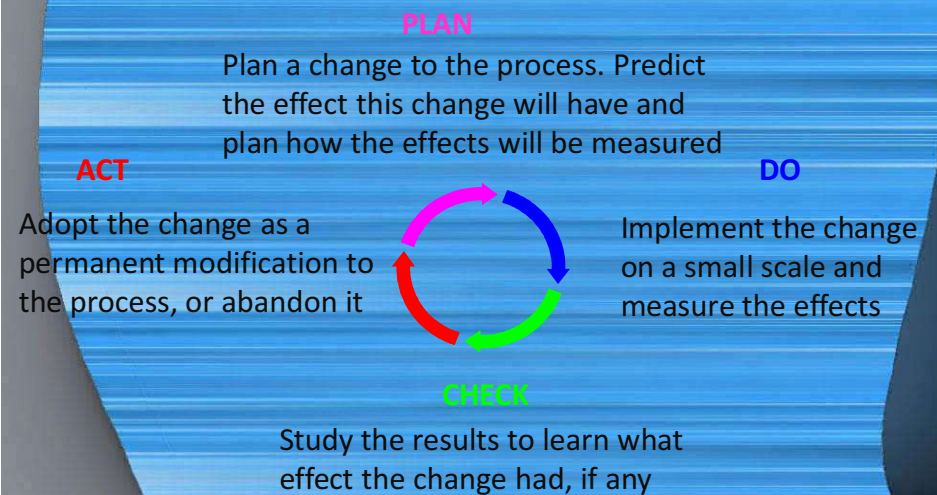 PLAN
Plan a change to the process. Predict
the effect this change will have and
plan how the effects will be measured
ACT
Adopt the change as a
permanent modification to
the process, or abandon it
DO
Implement the change
on a small scale and
measure the effects
CHECK
Study the results to learn what
effect the change had, if any